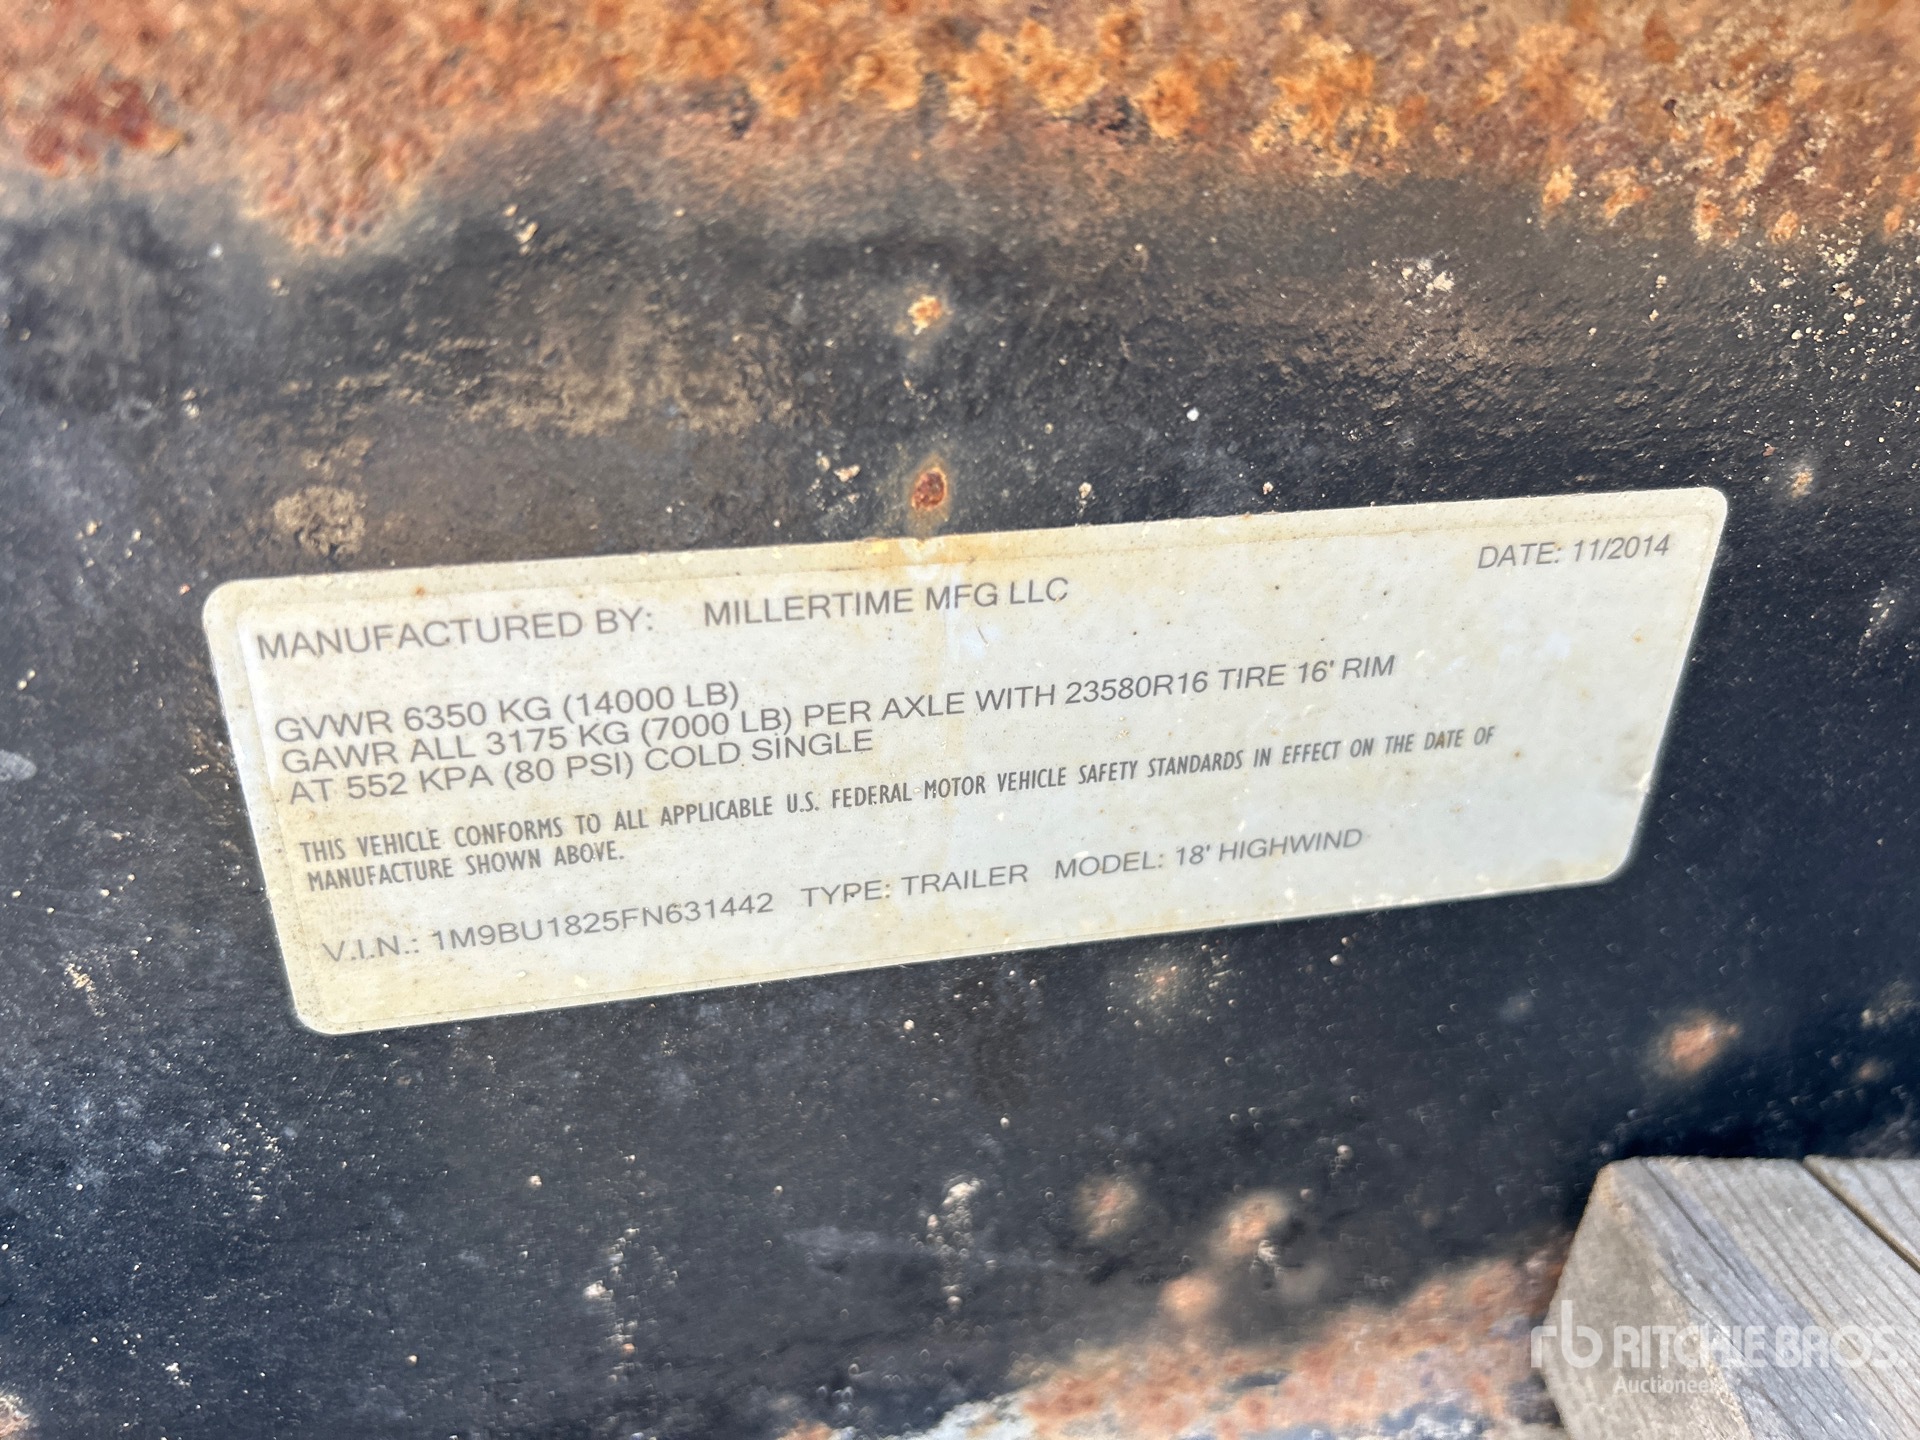 DATE: 11/2014
MANUFACTURED BY: MILLERTIME MFG LLC
GVWR 6350 KG (14000 LB)
GAWR ALL 3175 KG (7000 LB) PER AXLE WITH 23580R16 TIRE 16' RIM
AT 552 KPA (80 PSI) COLD SINGLE
THIS VEHICLE CONFORMS TO ALL APPLICABLE U.S. FEDERAL MOTOR VEHICLE SAFETY STANDARDS IN EFFECT ON THE DATE OF
MANUFACTURE SHOWN ABOVE.
V.I.N.: 1M9BU1825FN631442 TYPE: TRAILER MODEL: 18' HIGHWIND
rb RITCHIE BROS.
Auctioneers